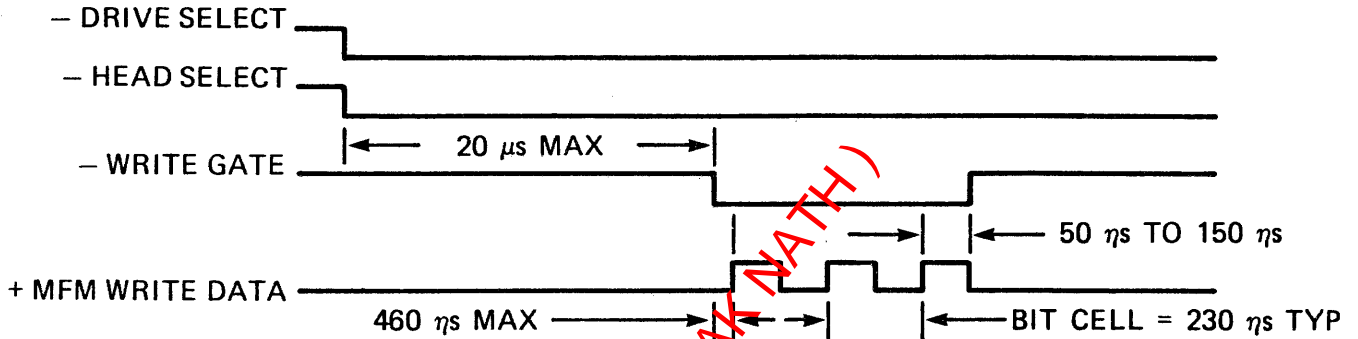 – DRIVE SELECT
– HEAD SELECT
20 μs MAX
– WRITE GATE
50 ηs TO 150 ηs
+ MFM WRITE DATA
460 ηs MAX
BIT CELL = 230 ηs TYP
NATH )